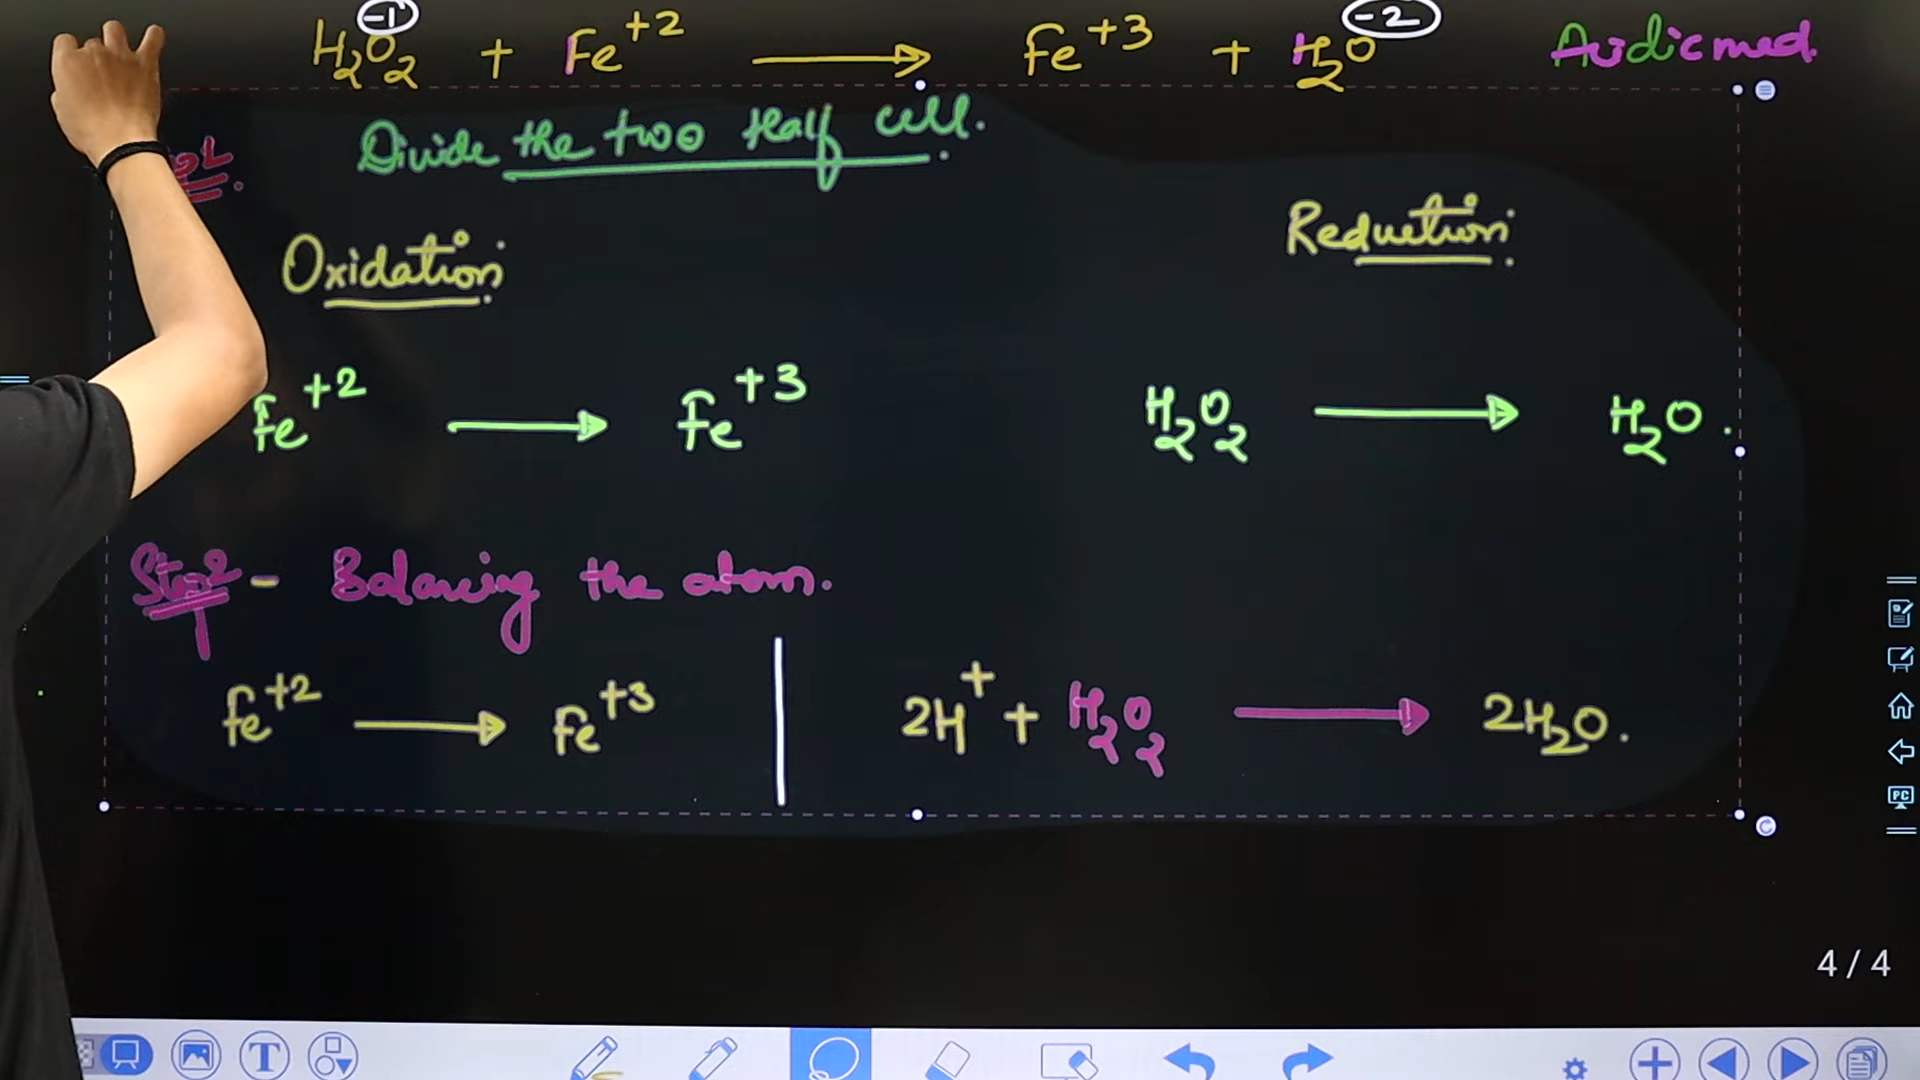 -1 -2
H2O2 + Fe+2 → Fe+3 + H2O Acidic med.
Divide the two Half cell.
Oxidation: Reduction:
Fe+2 → Fe+3 H2O2 → H2O.
Step 2 - Balancing the atom.
Fe+2 → Fe+3 2H+ + H2O2 → 2H2O.
4 / 4
PC
T